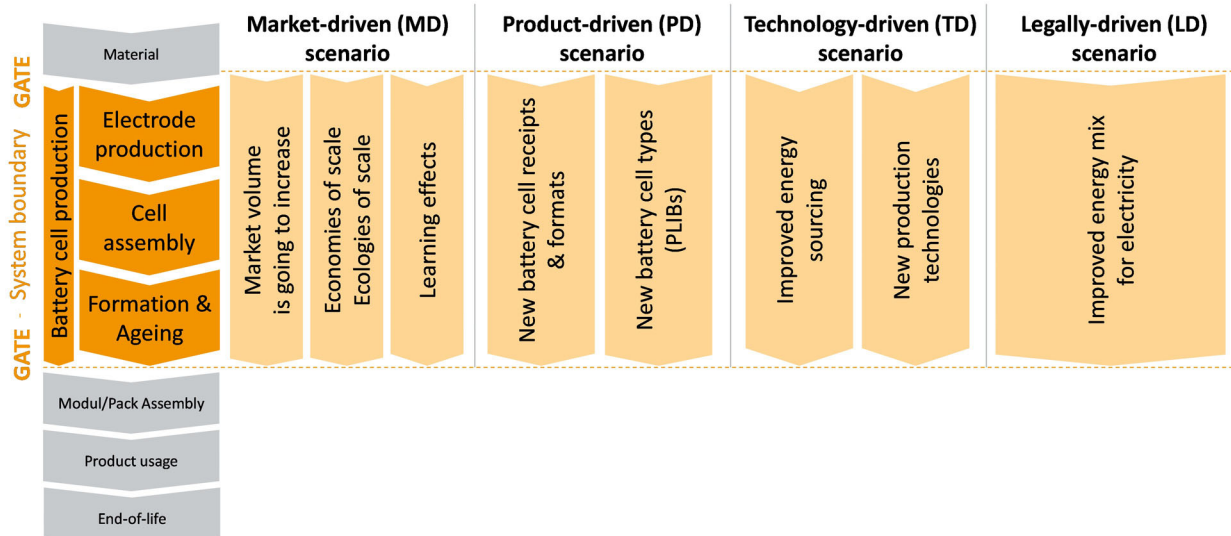 Material
Market-driven (MD)
scenario
Product-driven (PD)
scenario
Technology-driven (TD)
scenario
Legally-driven (LD)
scenario
GATE - System boundary GATE
Battery cell production
Electrode
production
Cell
assembly
Formation &
Ageing
Market volume
is going to increase
Economies of scale
Ecologies of scale
Learning effects
New battery cell receipts
& formats
New battery cell types
(PLIBs)
Improved energy
sourcing
New production
technologies
Improved energy mix
for electricity
Modul/Pack Assembly
Product usage
End-of-life